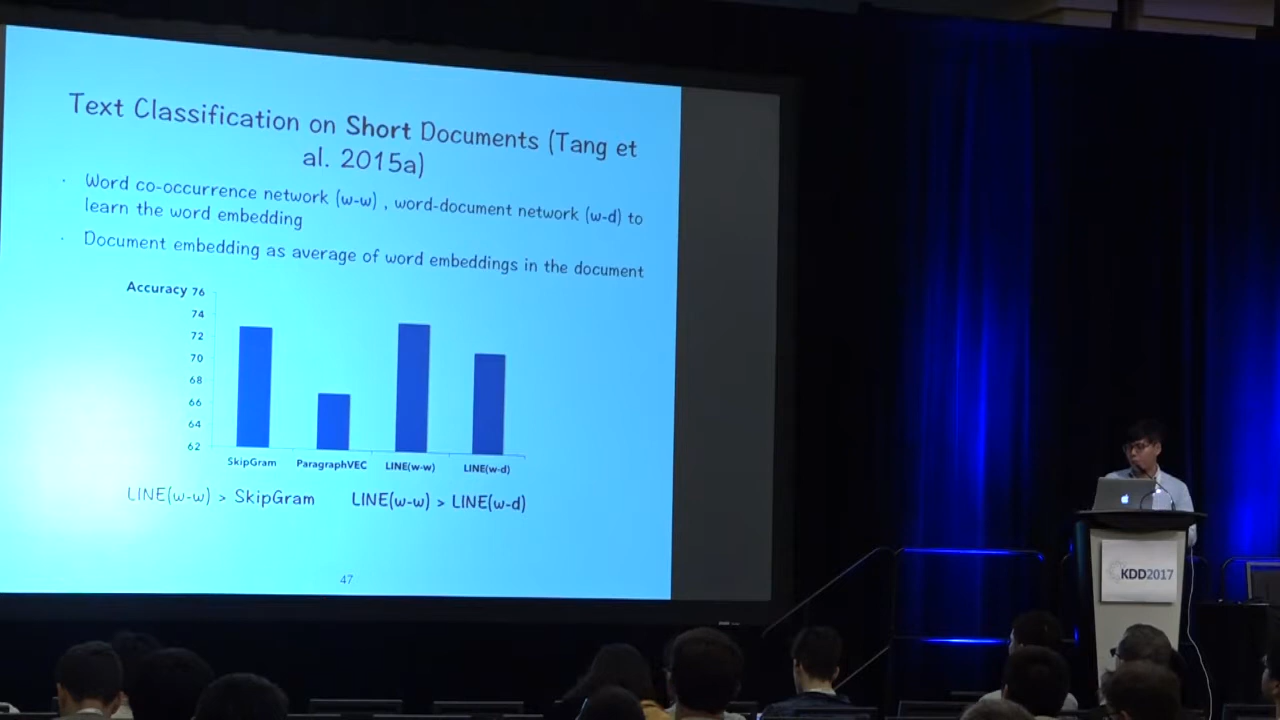 Text Classification on Short Documents (Tang et
al. 2015a)
· Word co-occurrence network (w-w) , word-document network (w-d) to
learn the word embedding
· Document embedding as average of word embeddings in the document
Accuracy 76
74
72
70
68
66
64
62
SkipGram ParagraphVEC LINE(w-w) LINE(w-d)
LINE(w-w) > SkipGram LINE(w-w) > LINE(w-d)
47
KDD2017